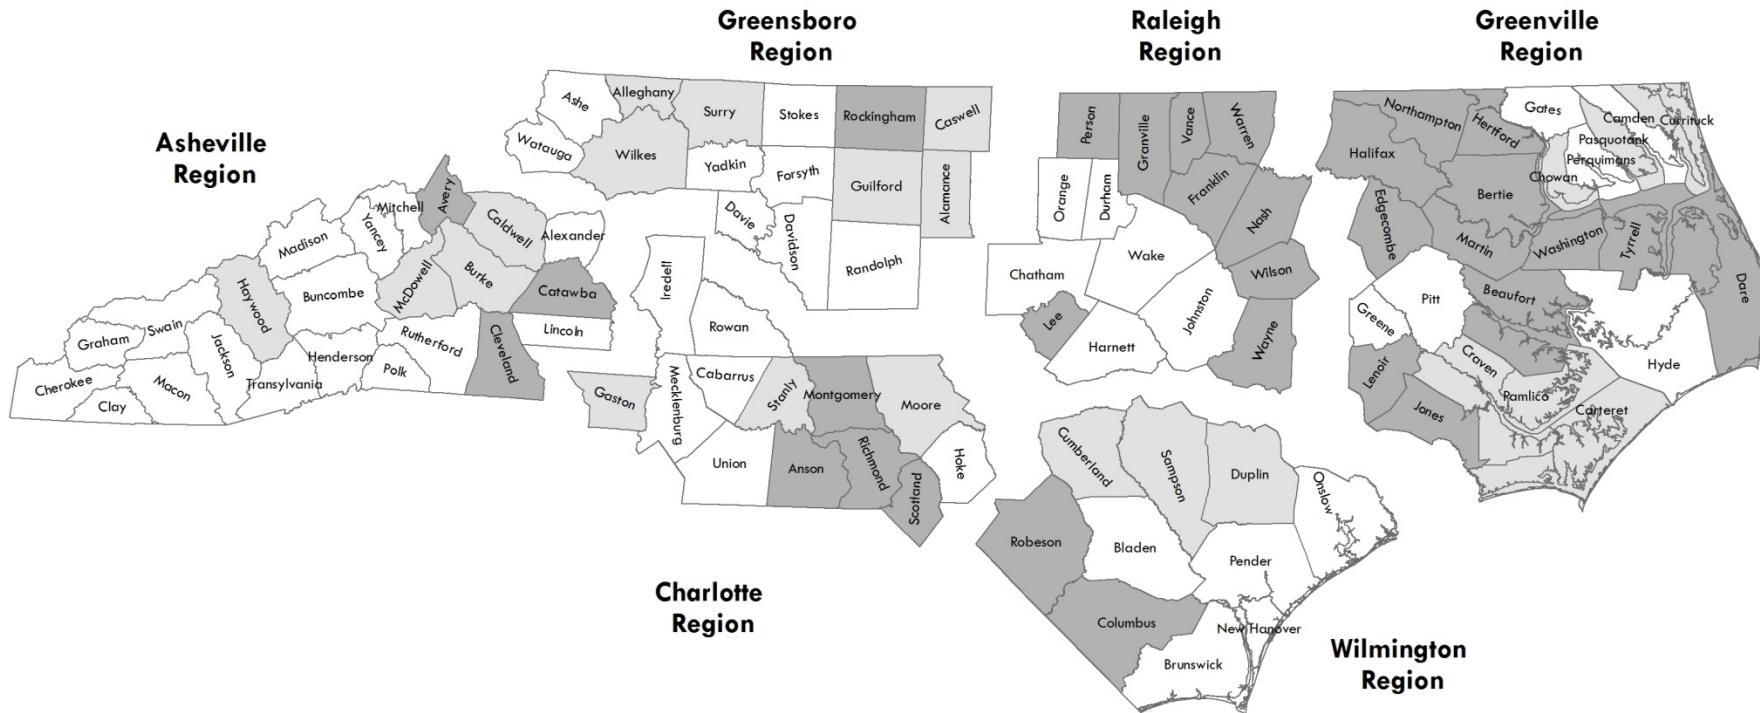 Greensboro
Region
Raleigh
Region
Greenville
Region
Asheville
Region
Charlotte
Region
Wilmington
Region
Ashe
Alleghany
Surry
Stokes
Rockingham
Caswell
Watauga
Wilkes
Yadkin
Forsyth
Guilford
Alamance
Davie
Davidson
Randolph
Mitchell
Avery
Caldwell
Alexander
Madison
Yancey
McDowell
Burke
Catawba
Haywood
Buncombe
Swain
Graham
Jackson
Henderson
Rutherford
Cleveland
Lincoln
Cherokee
Macon
Transylvania
Polk
Clay
Iredell
Rowan
Gaston
Mecklenburg
Cabarrus
Stanly
Montgomery
Moore
Union
Anson
Richmond
Scotland
Hoke
Person
Granville
Vance
Warren
Orange
Durham
Franklin
Nash
Chatham
Wake
Wilson
Lee
Harnett
Johnston
Wayne
Northampton
Hertford
Gates
Camden
Currituck
Pasquotank
Perquimans
Halifax
Chowan
Bertie
Edgecombe
Martin
Washington
Tyrrell
Dare
Pitt
Beaufort
Greene
Hyde
Lenoir
Craven
Pamlico
Jones
Carteret
Cumberland
Sampson
Duplin
Onslow
Robeson
Bladen
Pender
Columbus
New Hanover
Brunswick